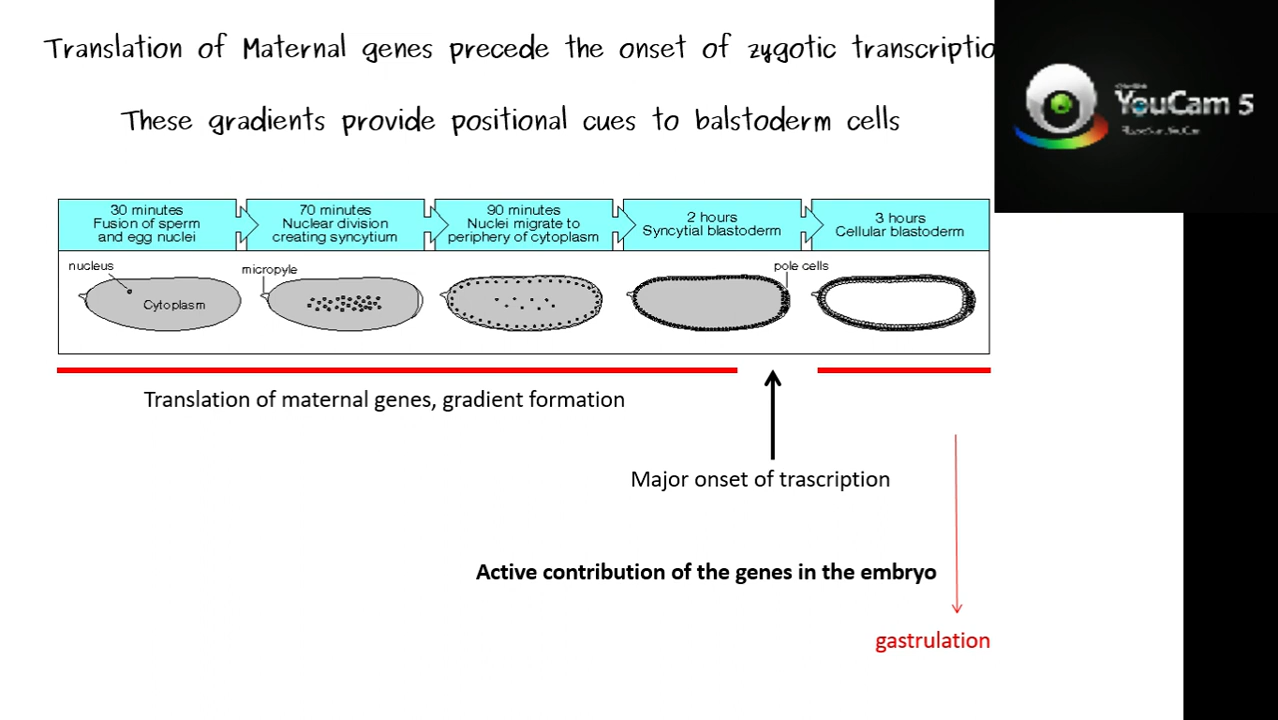 Translation of Maternal genes precede the onset of zygotic transcriptio
These gradients provide positional cues to balstoderm cells
YouCam 5
30 minutes
Fusion of sperm
and egg nuclei
70 minutes
Nuclear division
creating syncytium
90 minutes
Nuclei migrate to
periphery of cytoplasm
2 hours
Syncytial blastoderm
3 hours
Cellular blastoderm
nucleus
Cytoplasm
micropyle
pole cells
Translation of maternal genes, gradient formation
Major onset of trascription
Active contribution of the genes in the embryo
gastrulation